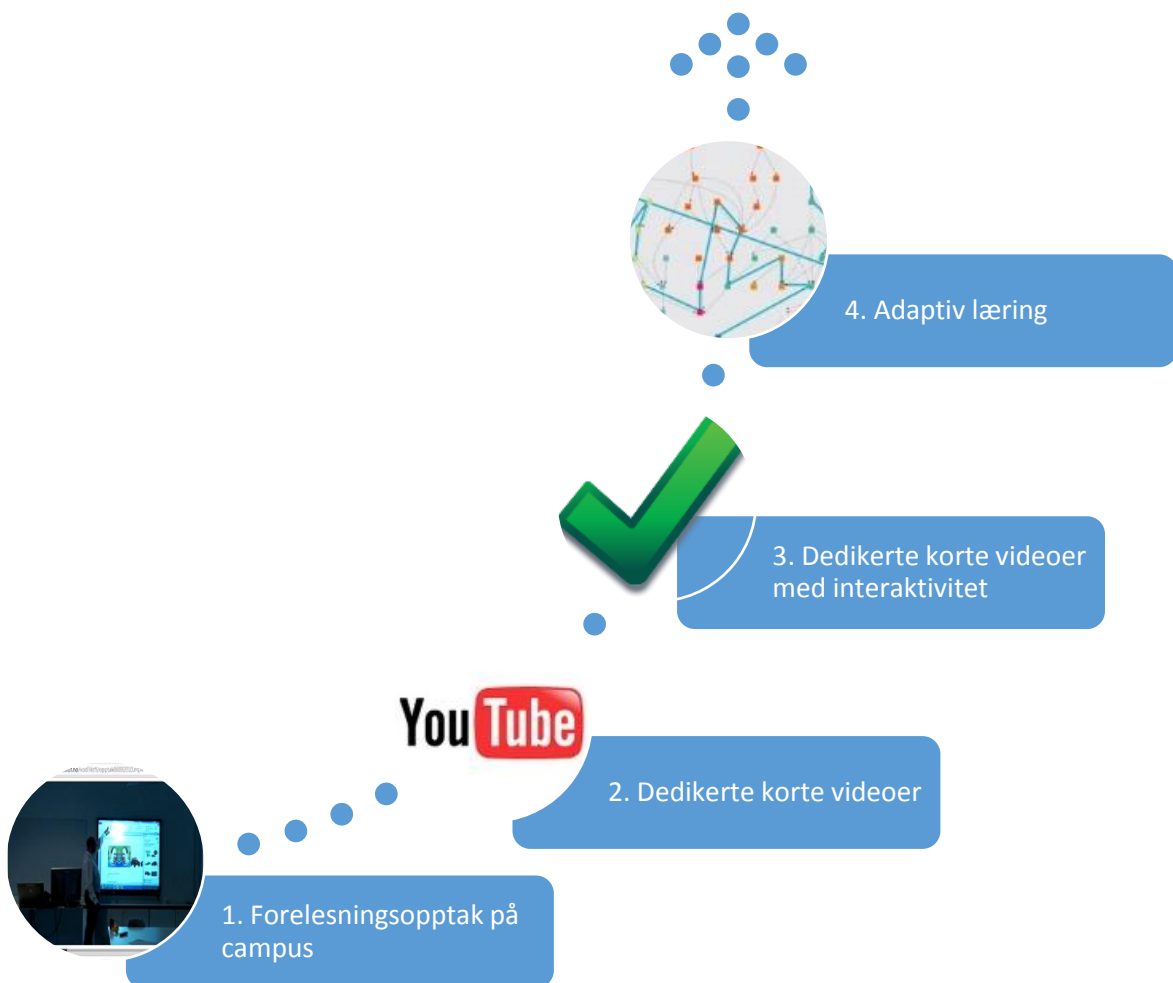 4. Adaptiv læring
3. Dedikerte korte videoer
med interaktivitet
YouTube
2. Dedikerte korte videoer
1. Forelesningsopptak på
campus